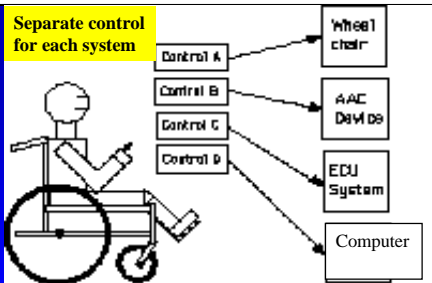 Separate control
for each system
Control A
Control B
Control C
Control D
Wheel
chair
AAC
Device
ECU
System
Computer